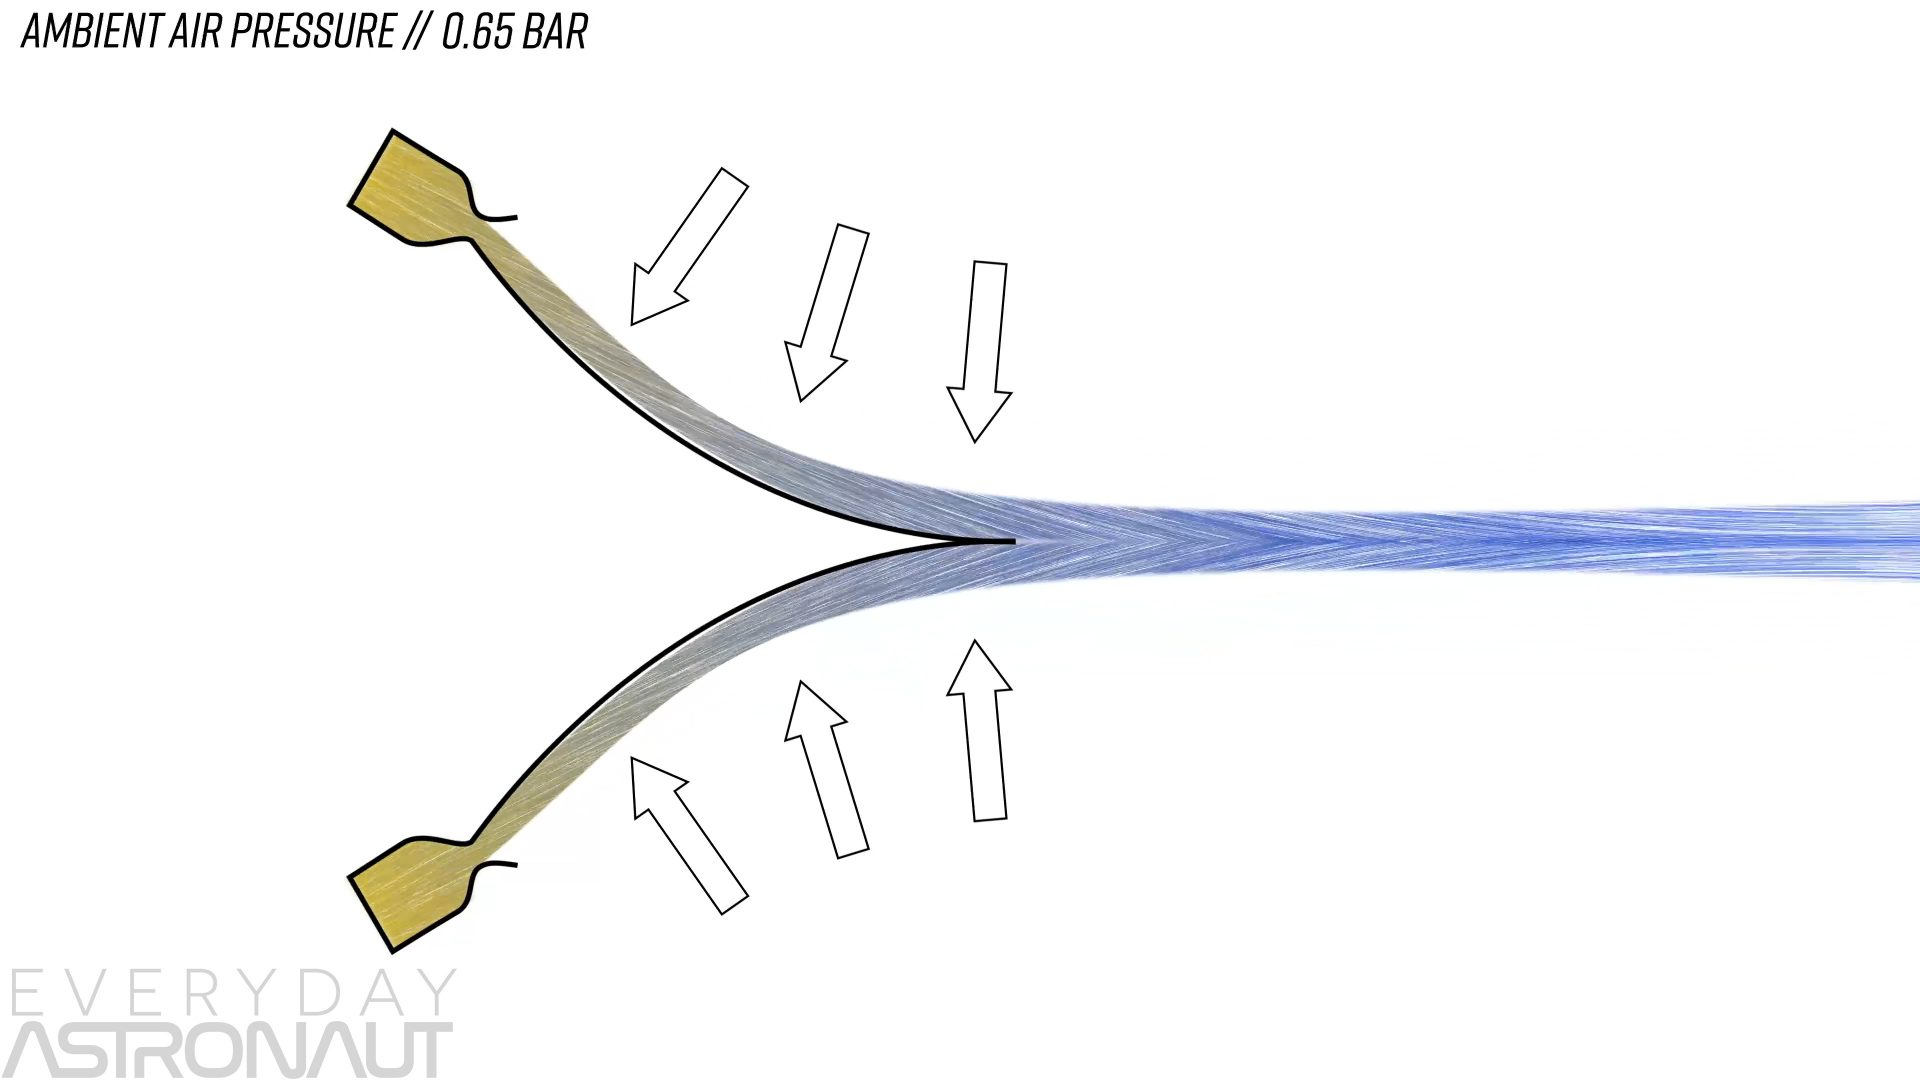 AMBIENT AIR PRESSURE // 0.65 BAR
EVERYDAY
ASTRONAUT